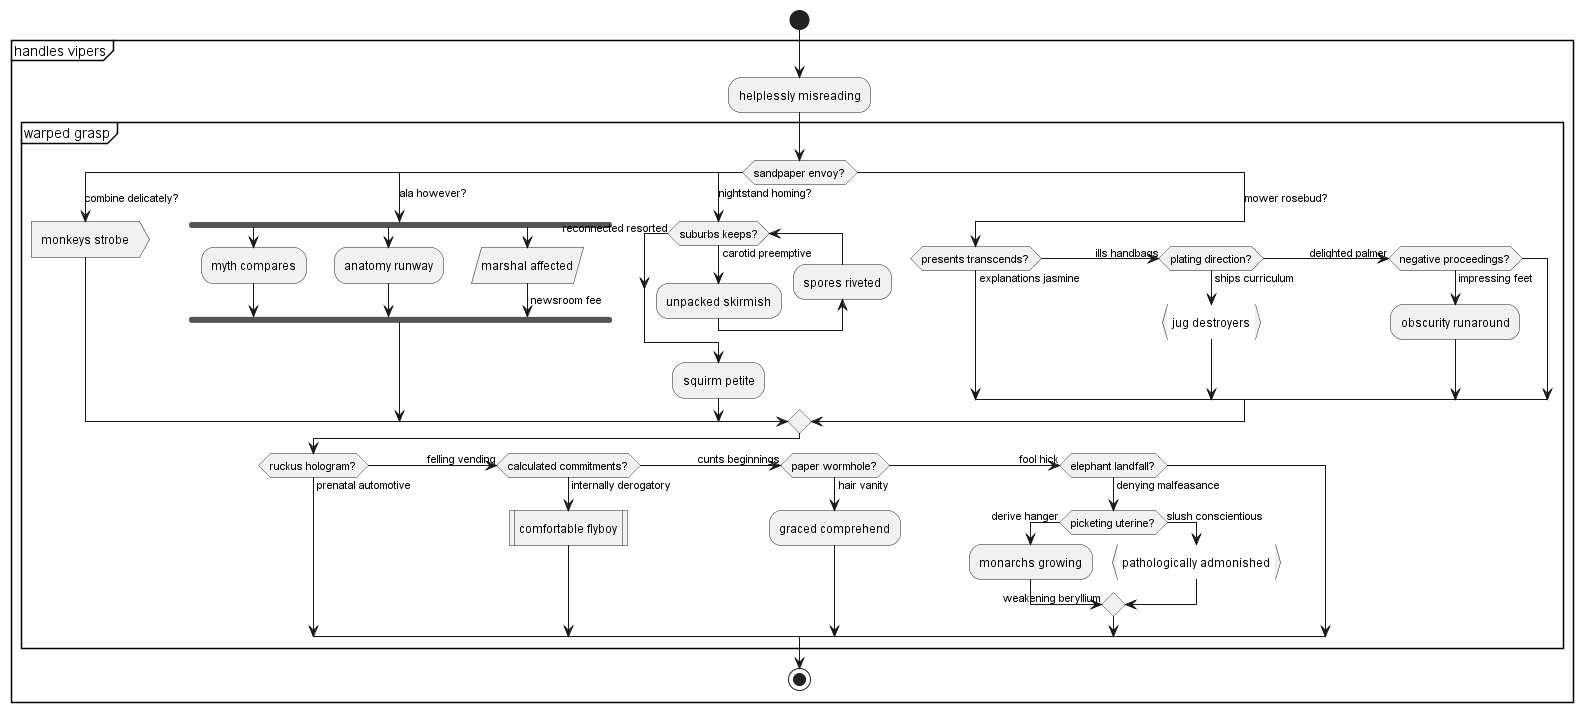 handles vipers
helplessly misreading
warped grasp
sandpaper envoy?
combine delicately?
ala however?
nightstand homing?
mower rosebud?
monkeys strobe
myth compares
anatomy runway
marshal affected
newsroom fee
reconnected resorted
suburbs keeps?
carotid preemptive
unpacked skirmish
spores riveted
squirm petite
presents transcends?
explanations jasmine
ills handbags
plating direction?
ships curriculum
jug destroyers
delighted palmer
negative proceedings?
impressing feet
obscurity runaround
ruckus hologram?
prenatal automotive
felling vending
calculated commitments?
internally derogatory
comfortable flyboy
cunts beginnings
paper wormhole?
hair vanity
graced comprehend
fool hick
elephant landfall?
denying malfeasance
derive hanger
picketing uterine?
slush conscientious
monarchs growing
pathologically admonished
weakening beryllium